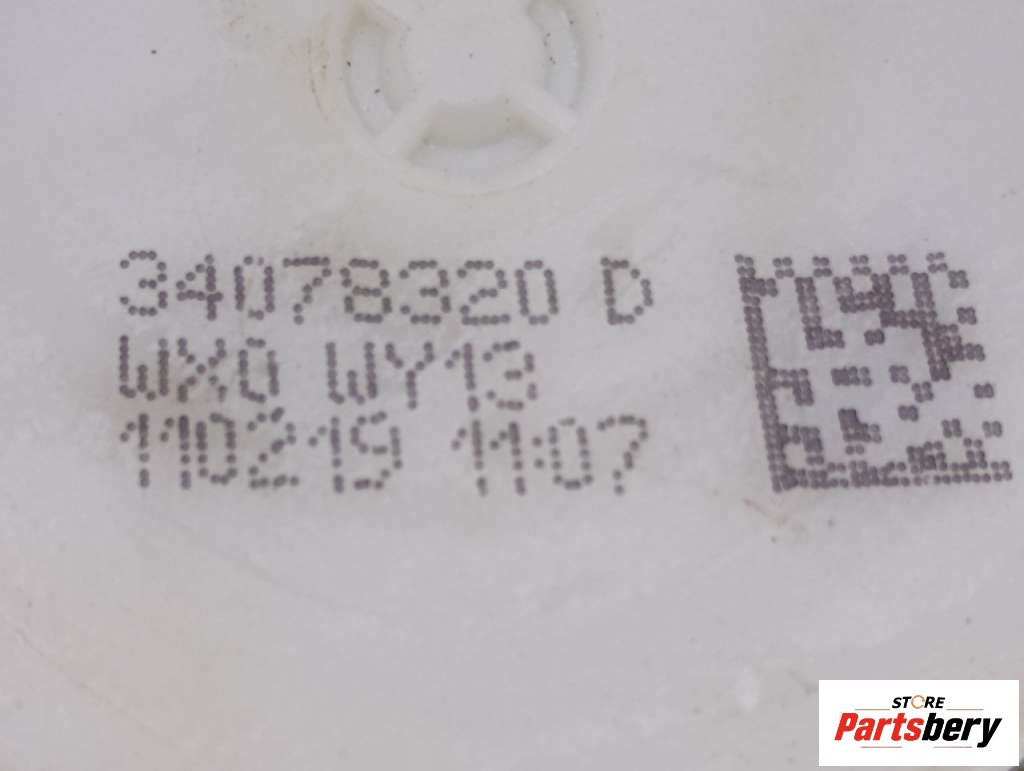 34078320 D
WX0 WY13
110219 11:07
STORE
Partsbery